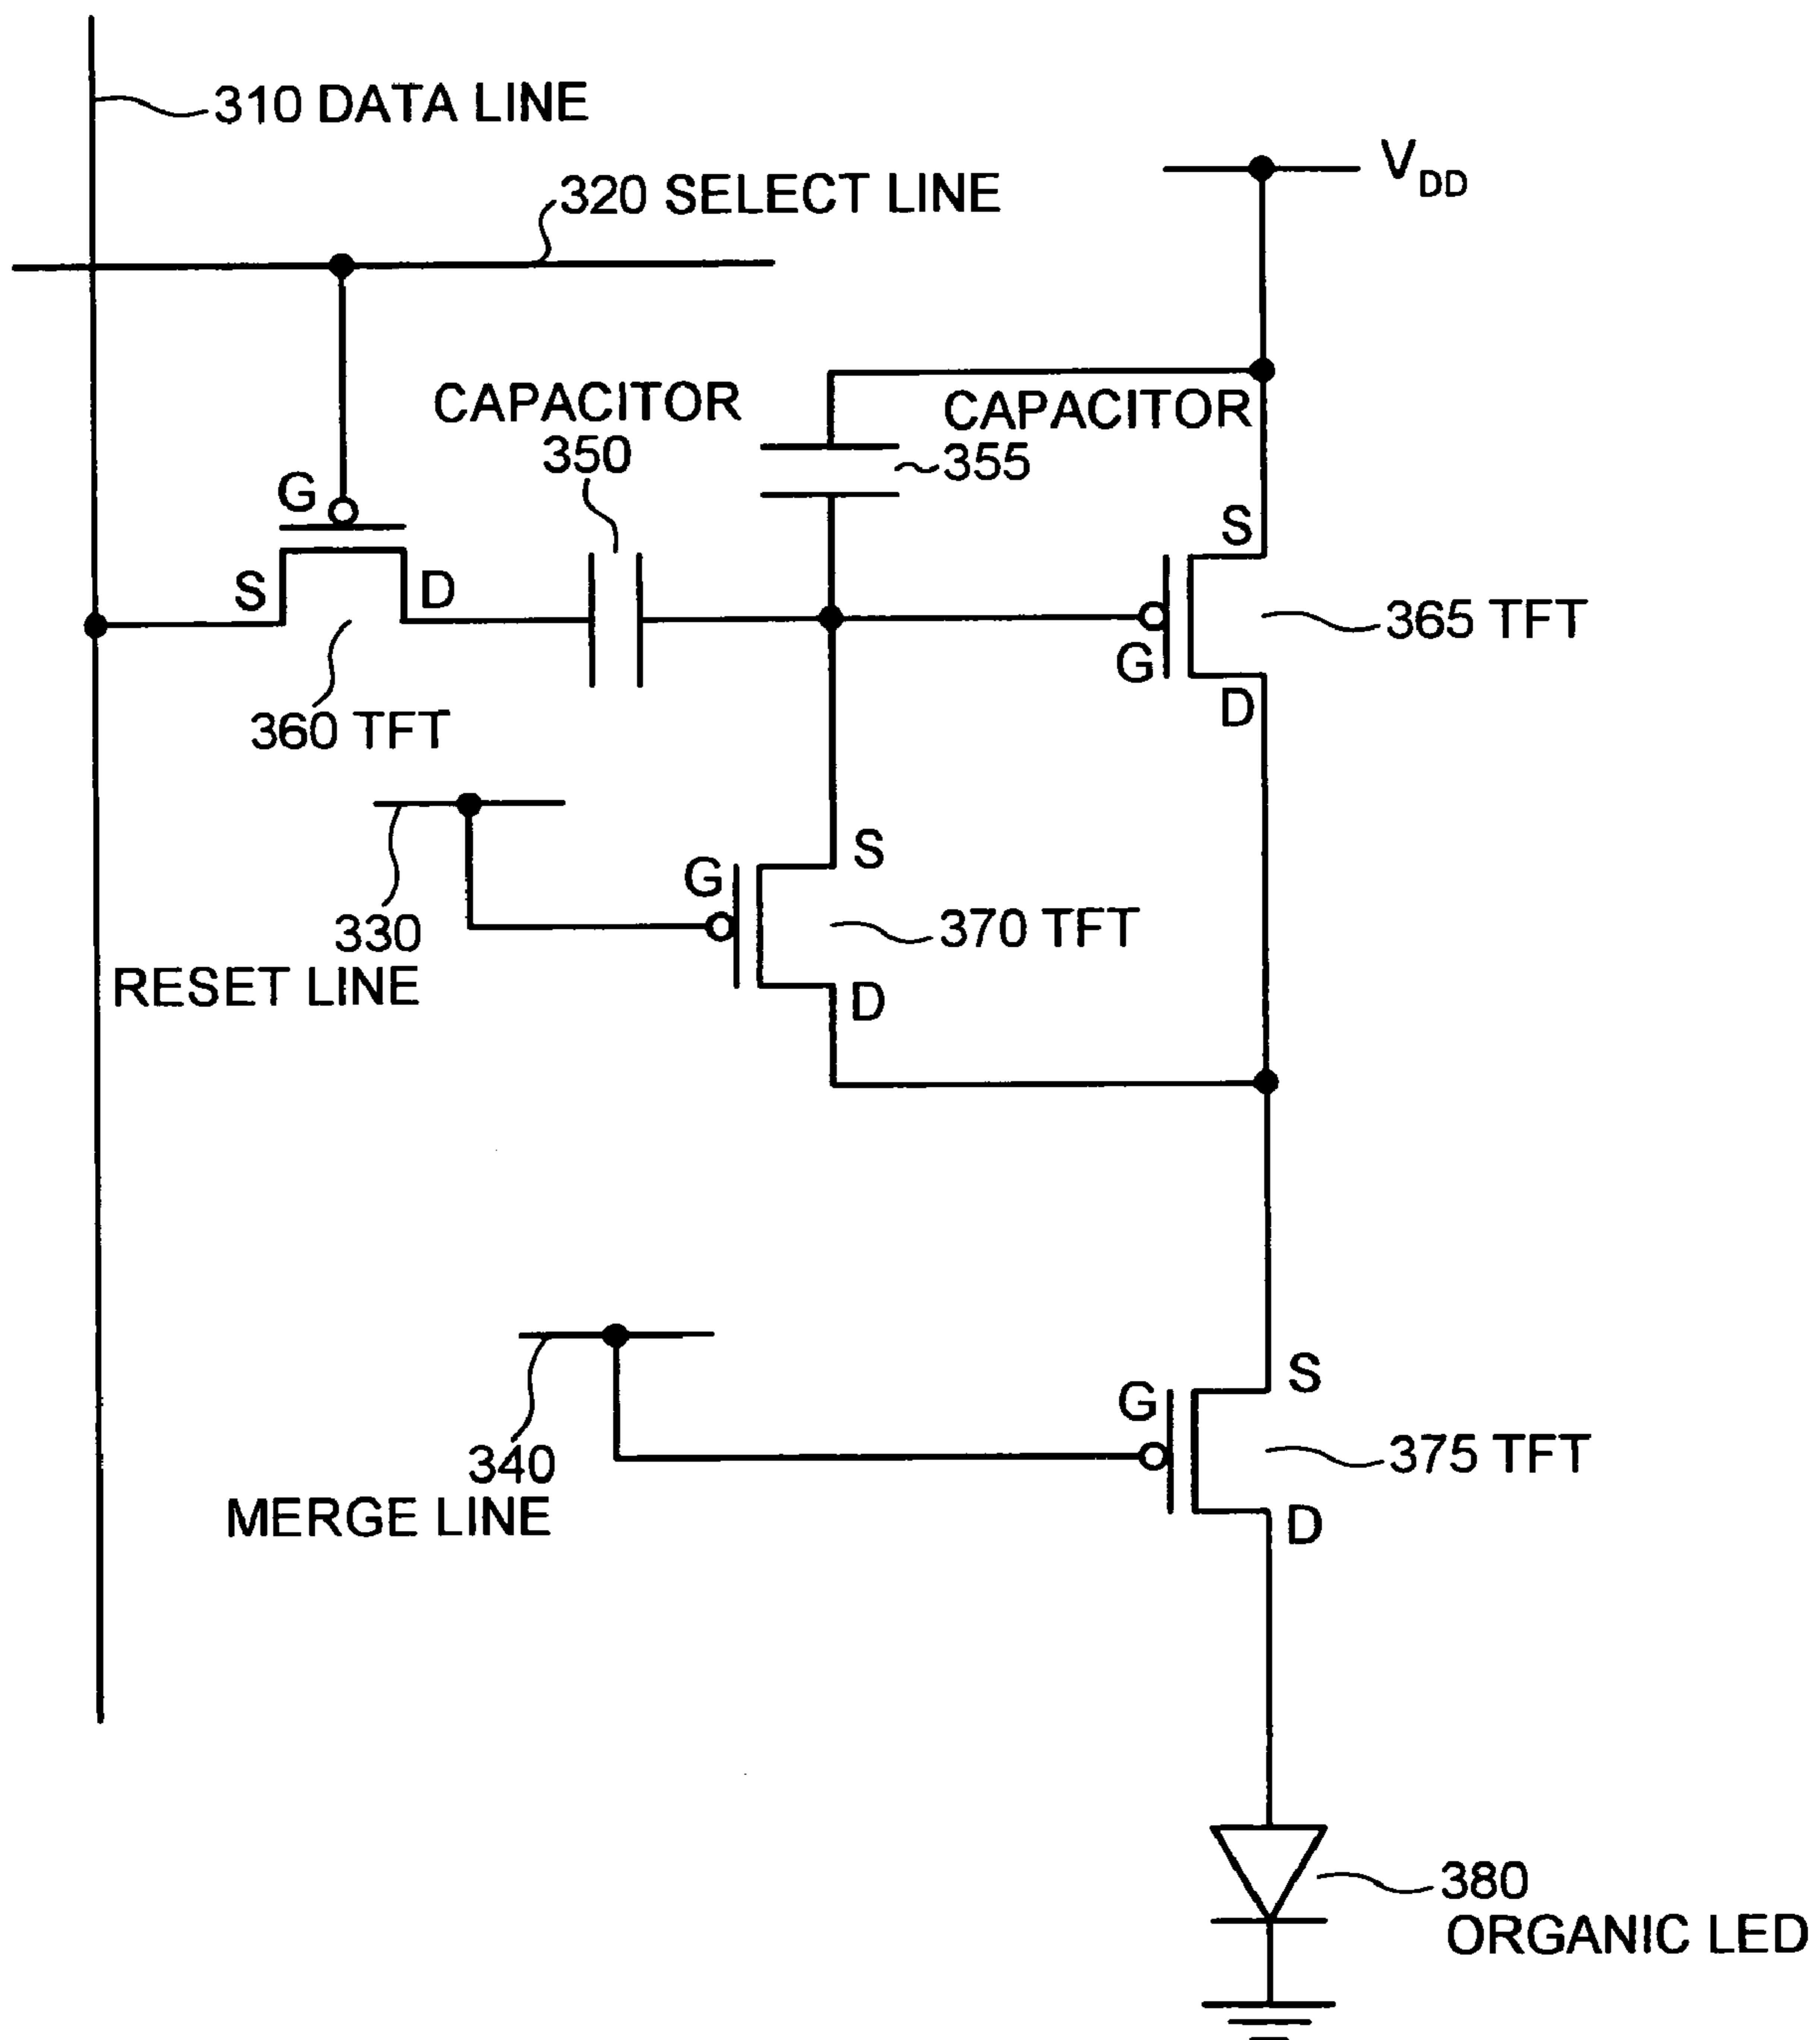 310 DATA LINE
V
DD
320 SELECT LINE
CAPACITOR
350
CAPACITOR
355
G
S
D
S
G
D
365 TFT
360 TFT
330
RESET LINE
G
S
370 TFT
D
340
MERGE LINE
G
S
375 TFT
D
380
ORGANIC LED